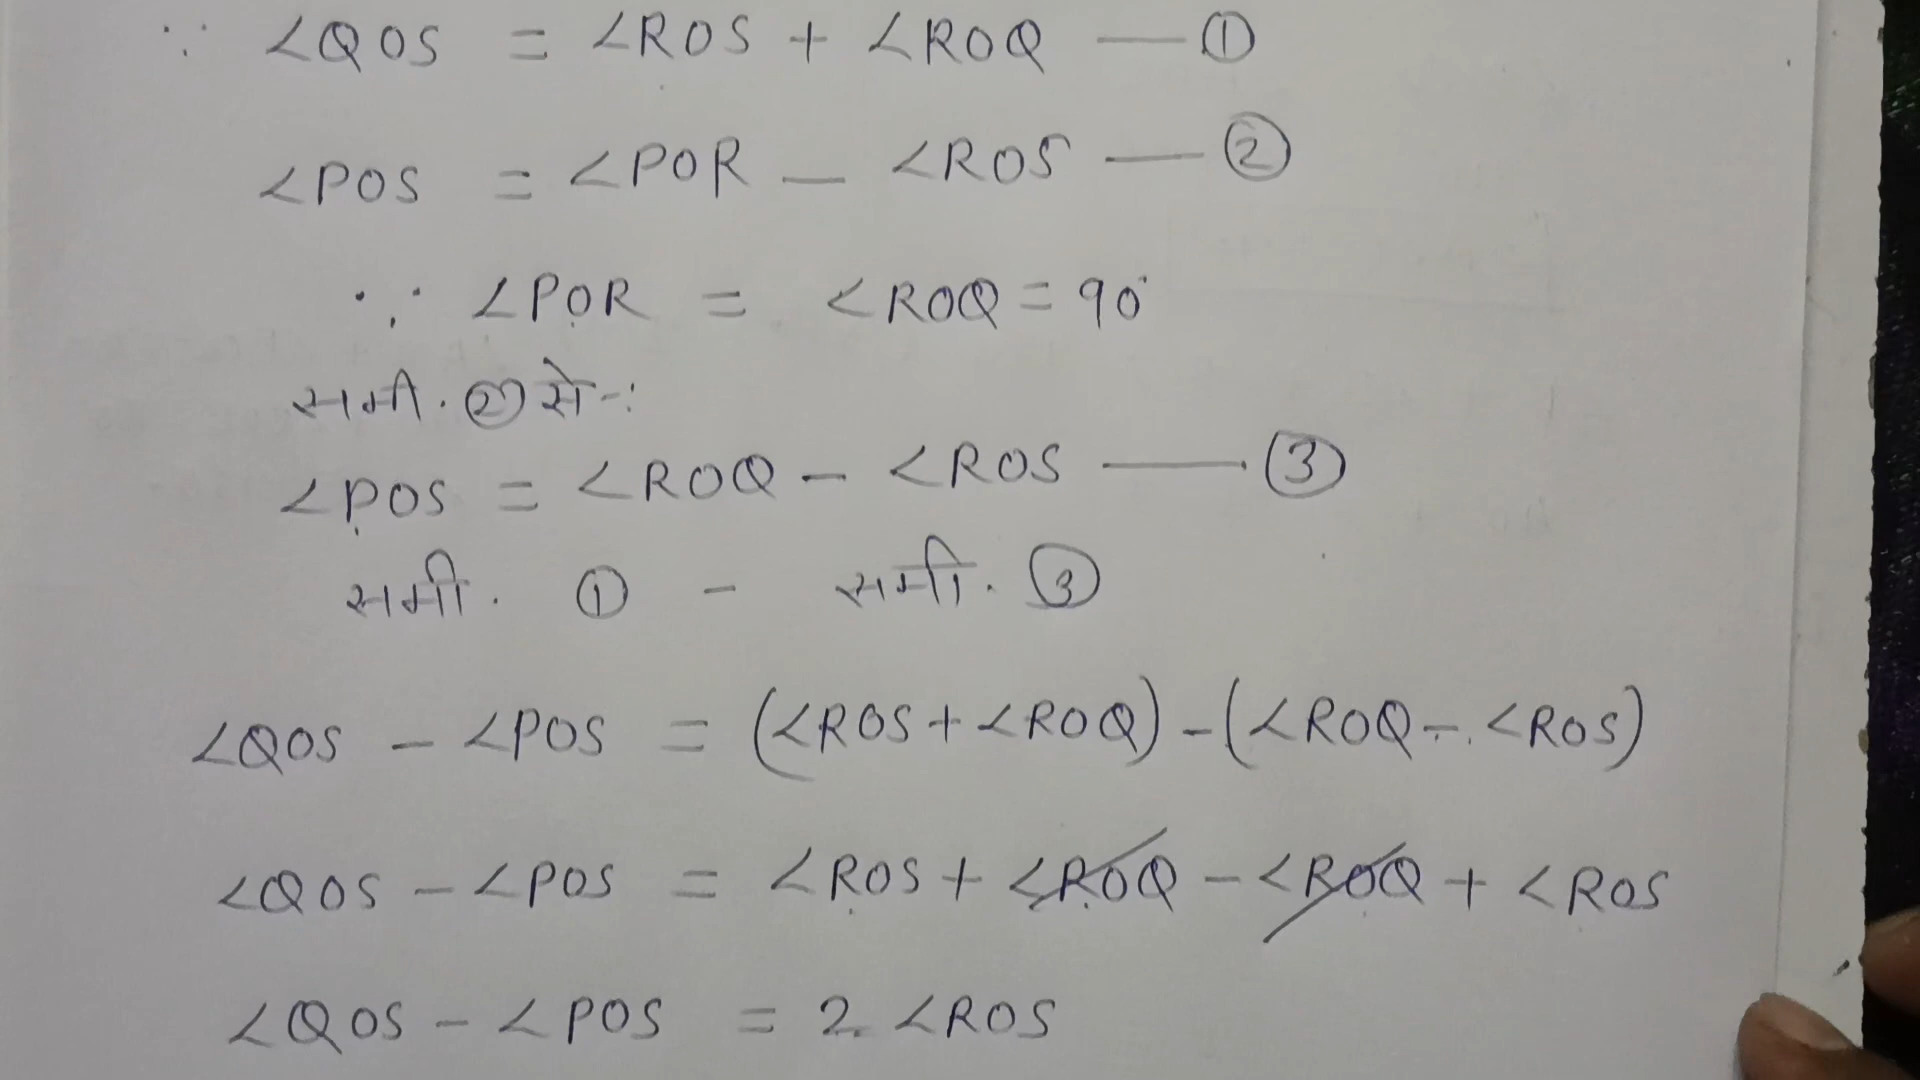 ∵ ∠QOS = ∠ROS + ∠ROQ — ①
∠POS = ∠POR — ∠ROS — ②
∵ ∠POR = ∠ROQ = 90°
समी. ② से -:
∠POS = ∠ROQ - ∠ROS — ③
समी. ① - समी. ③
∠QOS - ∠POS = (∠ROS + ∠ROQ) - (∠ROQ - ∠ROS)
∠QOS - ∠POS = ∠ROS + ∠ROQ - ∠ROQ + ∠ROS
∠QOS - ∠POS = 2. ∠ROS